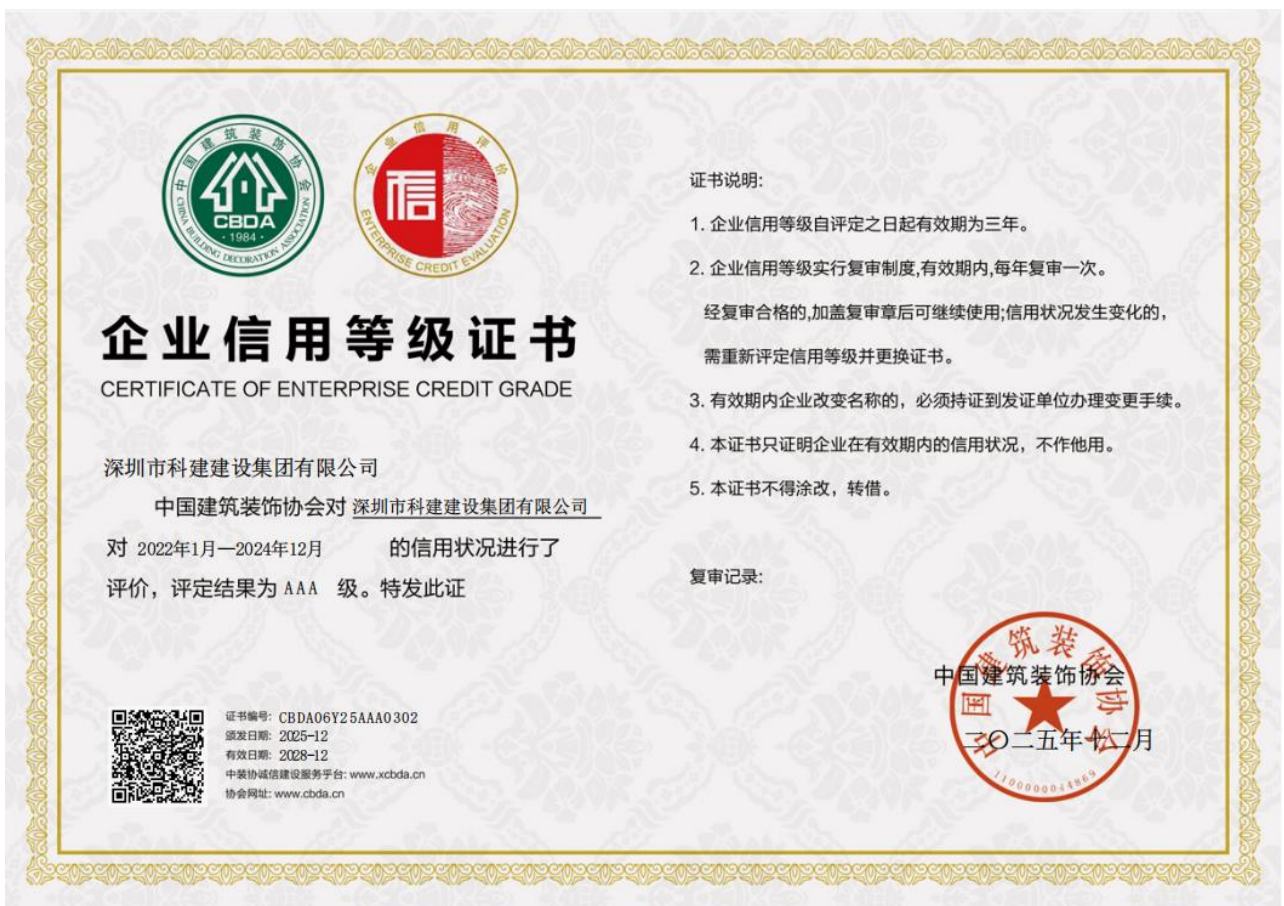 中国建筑装饰协会
CBDA
·1984·
CHINA BUILDING DECORATION ASSOCIATION
企业信用评价
信
ENTERPRISE CREDIT EVALUATION
企业信用等级证书
CERTIFICATE OF ENTERPRISE CREDIT GRADE
深圳市科建建设集团有限公司
中国建筑装饰协会对 深圳市科建建设集团有限公司
对 2022年1月—2024年12月 的信用状况进行了
评价，评定结果为 AAA 级。特发此证
证书编号: CBDA06Y25AAA0302
颁发日期: 2025-12
有效日期: 2028-12
中装协诚信建设服务平台: www.xcbda.cn
协会网址: www.cbda.cn
证书说明:
1. 企业信用等级自评定之日起有效期为三年。
2. 企业信用等级实行复审制度,有效期内,每年复审一次。
经复审合格的,加盖复审章后可继续使用;信用状况发生变化的，
需重新评定信用等级并更换证书。
3. 有效期内企业改变名称的，必须持证到发证单位办理变更手续。
4. 本证书只证明企业在有效期内的信用状况，不作他用。
5. 本证书不得涂改，转借。
复审记录:
中国建筑装饰协会
中国建筑装饰协会
二〇二五年十二月
1100000044869